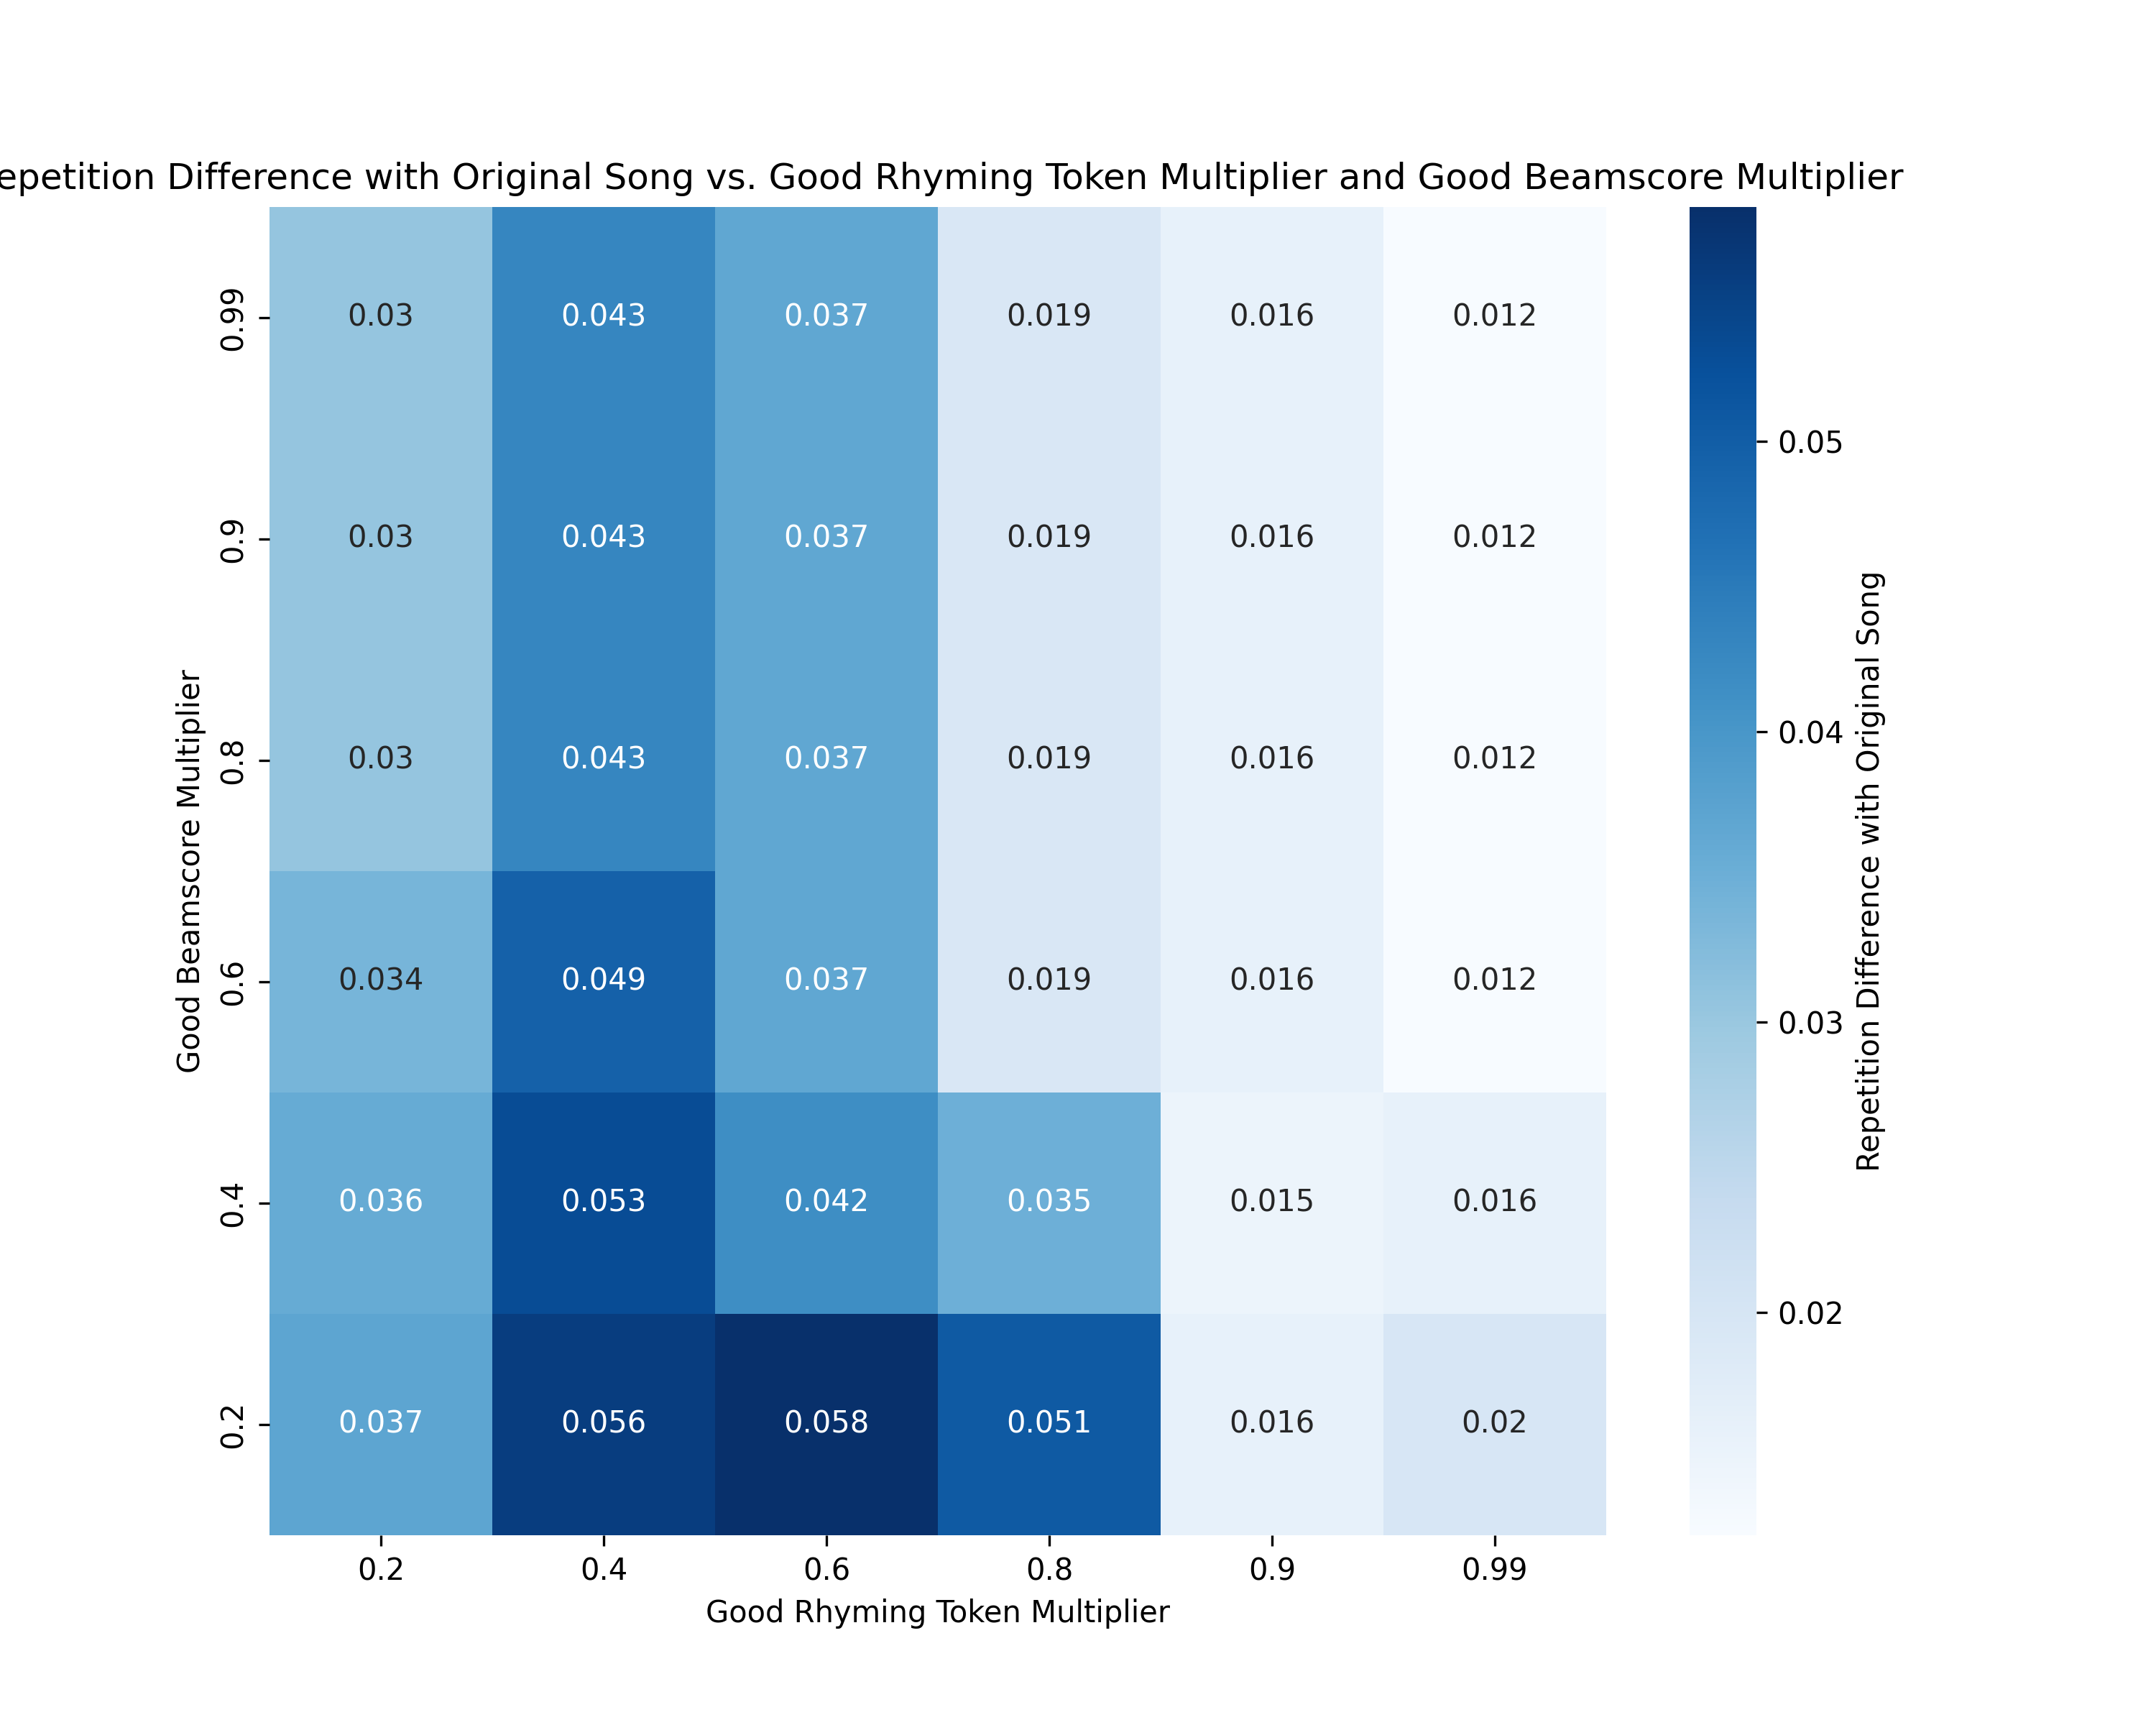 epetition Difference with Original Song vs. Good Rhyming Token Multiplier and Good Beamscore Multiplier
0.99 0.03 0.043 0.037 0.019 0.016 0.012
0.9 0.03 0.043 0.037 0.019 0.016 0.012
0.8 0.03 0.043 0.037 0.019 0.016 0.012
0.6 0.034 0.049 0.037 0.019 0.016 0.012
0.4 0.036 0.053 0.042 0.035 0.015 0.016
0.2 0.037 0.056 0.058 0.051 0.016 0.02
0.2 0.4 0.6 0.8 0.9 0.99
Good Rhyming Token Multiplier
Good Beamscore Multiplier
0.05
0.04
0.03
0.02
Repetition Difference with Original Song